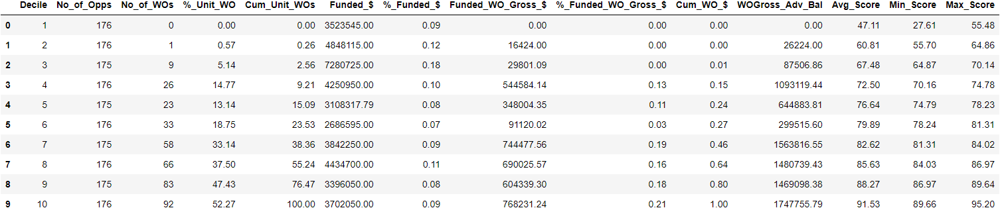 Decile No_of_Opps No_of_WOs %_Unit_WO Cum_Unit_WOs Funded_$ %_Funded_$ Funded_WO_Gross_$ %_Funded_WO_Gross_$ Cum_WO_$ WOGross_Adv_Bal Avg_Score Min_Score Max_Score
0 1 176 0 0.00 0.00 3523545.00 0.09 0.00 0.00 0.00 0.00 47.11 27.61 55.48
1 2 176 1 0.57 0.26 4848115.00 0.12 16424.00 0.00 0.00 26224.00 60.81 55.70 64.86
2 3 175 9 5.14 2.56 7280725.00 0.18 29801.09 0.00 0.01 87506.86 67.48 64.87 70.14
3 4 176 26 14.77 9.21 4250950.00 0.10 544584.14 0.13 0.15 1093119.44 72.50 70.16 74.78
4 5 175 23 13.14 15.09 3108317.79 0.08 348004.35 0.11 0.24 644883.81 76.64 74.79 78.23
5 6 176 33 18.75 23.53 2686595.00 0.07 91120.02 0.03 0.27 299515.60 79.89 78.24 81.31
6 7 175 58 33.14 38.36 3842250.00 0.09 744477.56 0.19 0.46 1563816.55 82.62 81.31 84.02
7 8 176 66 37.50 55.24 4434700.00 0.11 690025.57 0.16 0.64 1480739.43 85.63 84.03 86.97
8 9 175 83 47.43 76.47 3396050.00 0.08 604339.30 0.18 0.80 1469098.38 88.27 86.97 89.64
9 10 176 92 52.27 100.00 3702050.00 0.09 768231.24 0.21 1.00 1747755.79 91.53 89.66 95.20